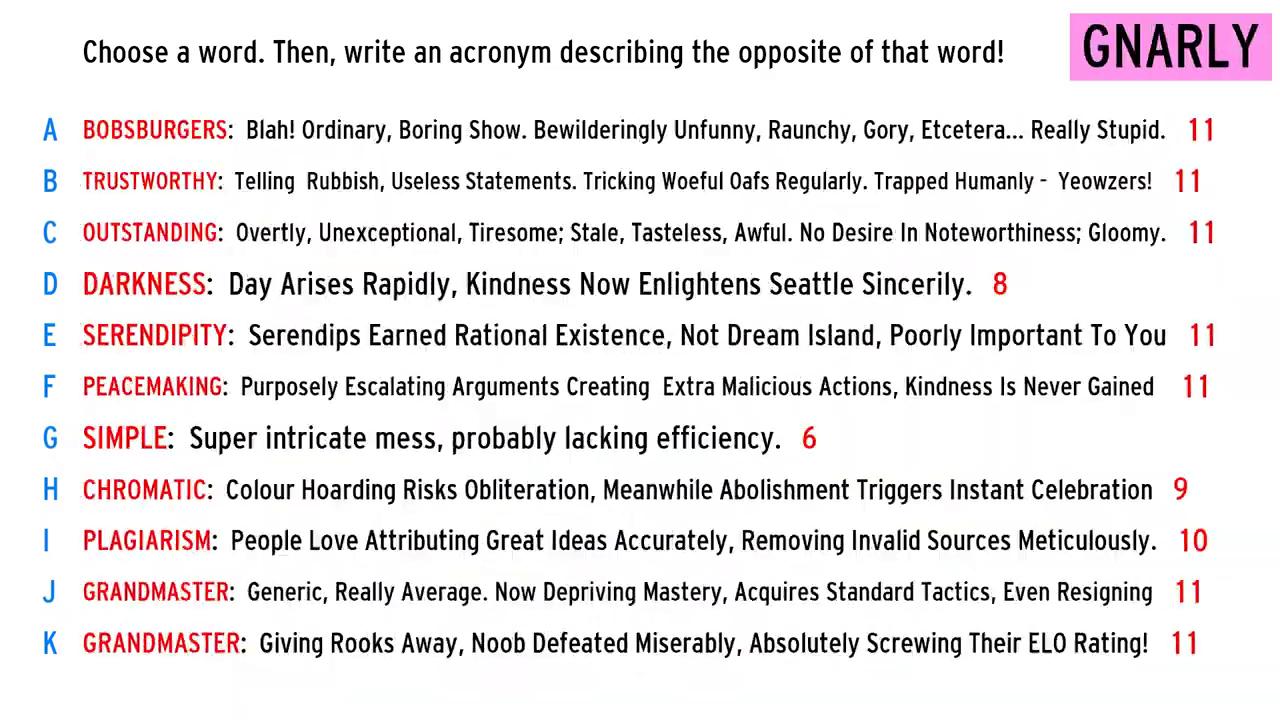 Choose a word. Then, write an acronym describing the opposite of that word!
GNARLY
A BOBSBURGERS: Blah! Ordinary, Boring Show. Bewilderingly Unfunny, Raunchy, Gory, Etcetera... Really Stupid. 11
B TRUSTWORTHY: Telling Rubbish, Useless Statements. Tricking Woeful Oafs Regularly. Trapped Humanly - Yeowzers! 11
C OUTSTANDING: Overtly, Unexceptional, Tiresome; Stale, Tasteless, Awful. No Desire In Noteworthiness; Gloomy. 11
D DARKNESS: Day Arises Rapidly, Kindness Now Enlightens Seattle Sincerily. 8
E SERENDIPITY: Serendips Earned Rational Existence, Not Dream Island, Poorly Important To You 11
F PEACEMAKING: Purposely Escalating Arguments Creating Extra Malicious Actions, Kindness Is Never Gained 11
G SIMPLE: Super intricate mess, probably lacking efficiency. 6
H CHROMATIC: Colour Hoarding Risks Obliteration, Meanwhile Abolishment Triggers Instant Celebration 9
I PLAGIARISM: People Love Attributing Great Ideas Accurately, Removing Invalid Sources Meticulously. 10
J GRANDMASTER: Generic, Really Average. Now Depriving Mastery, Acquires Standard Tactics, Even Resigning 11
K GRANDMASTER: Giving Rooks Away, Noob Defeated Miserably, Absolutely Screwing Their ELO Rating! 11